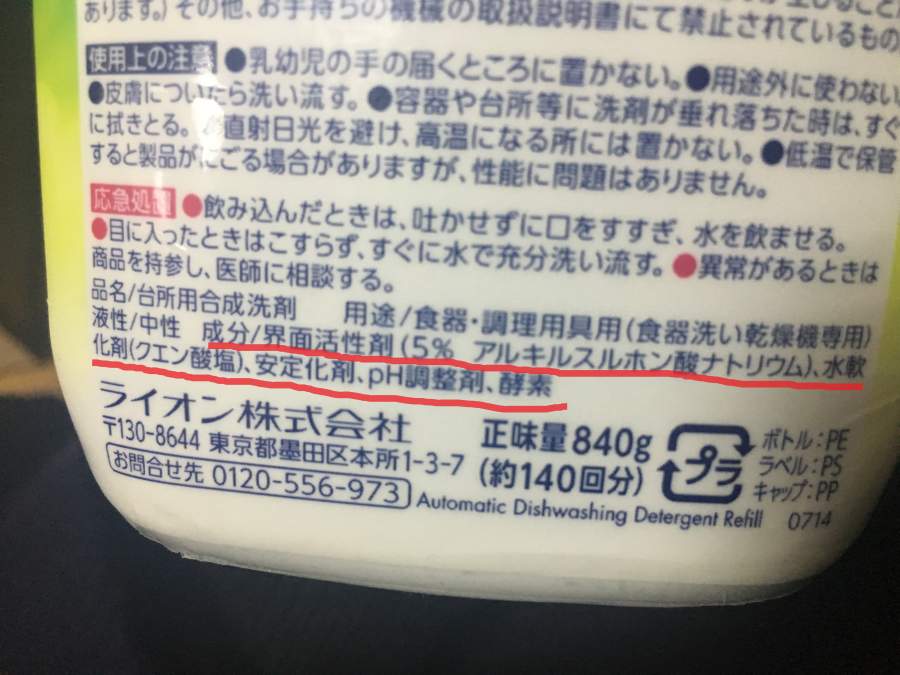 あります。)その他、お手持ちの機械の取扱説明書にて禁止されているもの
使用上の注意 ●乳幼児の手の届くところに置かない。●用途外に使わない
●皮膚についたら洗い流す。●容器や台所等に洗剤が垂れ落ちた時は、すぐ
に拭きとる。●直射日光を避け、高温になる所には置かない。●低温で保管
すると製品がにごる場合がありますが、性能に問題はありません。
応急処置 ●飲み込んだときは、吐かせずに口をすすぎ、水を飲ませる。
●目に入ったときはこすらず、すぐに水で充分洗い流す。●異常があるときは
商品を持参し、医師に相談する。
品名/台所用合成洗剤 用途/食器・調理用具用(食器洗い乾燥機専用)
液性/中性 成分/界面活性剤(5% アルキルスルホン酸ナトリウム)、水軟
化剤(クエン酸塩)、安定化剤、pH調整剤、酵素
ライオン株式会社
〒130-8644 東京都墨田区本所1-3-7
お問合せ先 0120-556-973
正味量840g
(約140回分)
プラ
ボトル:PE
ラベル:PS
キャップ:PP
Automatic Dishwashing Detergent Refill 0714